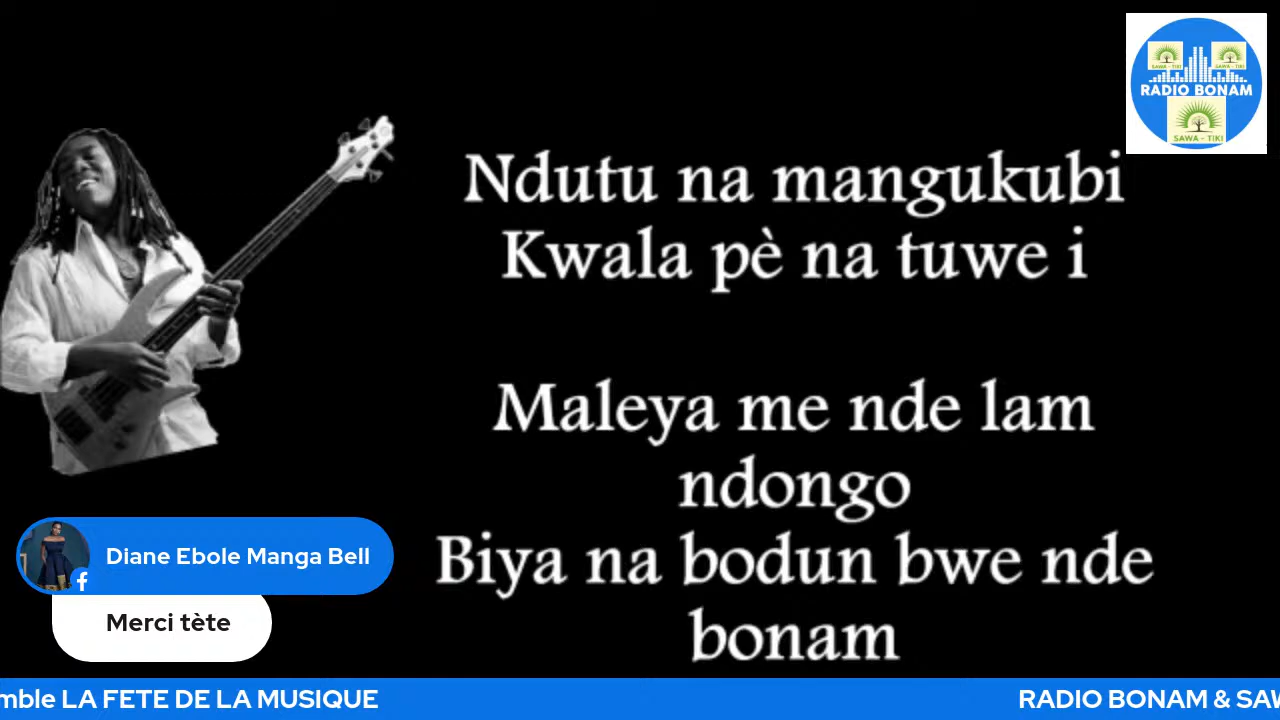 SAWA - TIKI
SAWA - TIKI
RADIO BONAM
SAWA - TIKI
Ndutu na mangukubi
Kwala pè na tuwe i
Maleya me nde lam
ndongo
Biya na bodun bwe nde
bonam
Diane Ebole Manga Bell
Merci tète
mble LA FETE DE LA MUSIQUE
RADIO BONAM & SAW